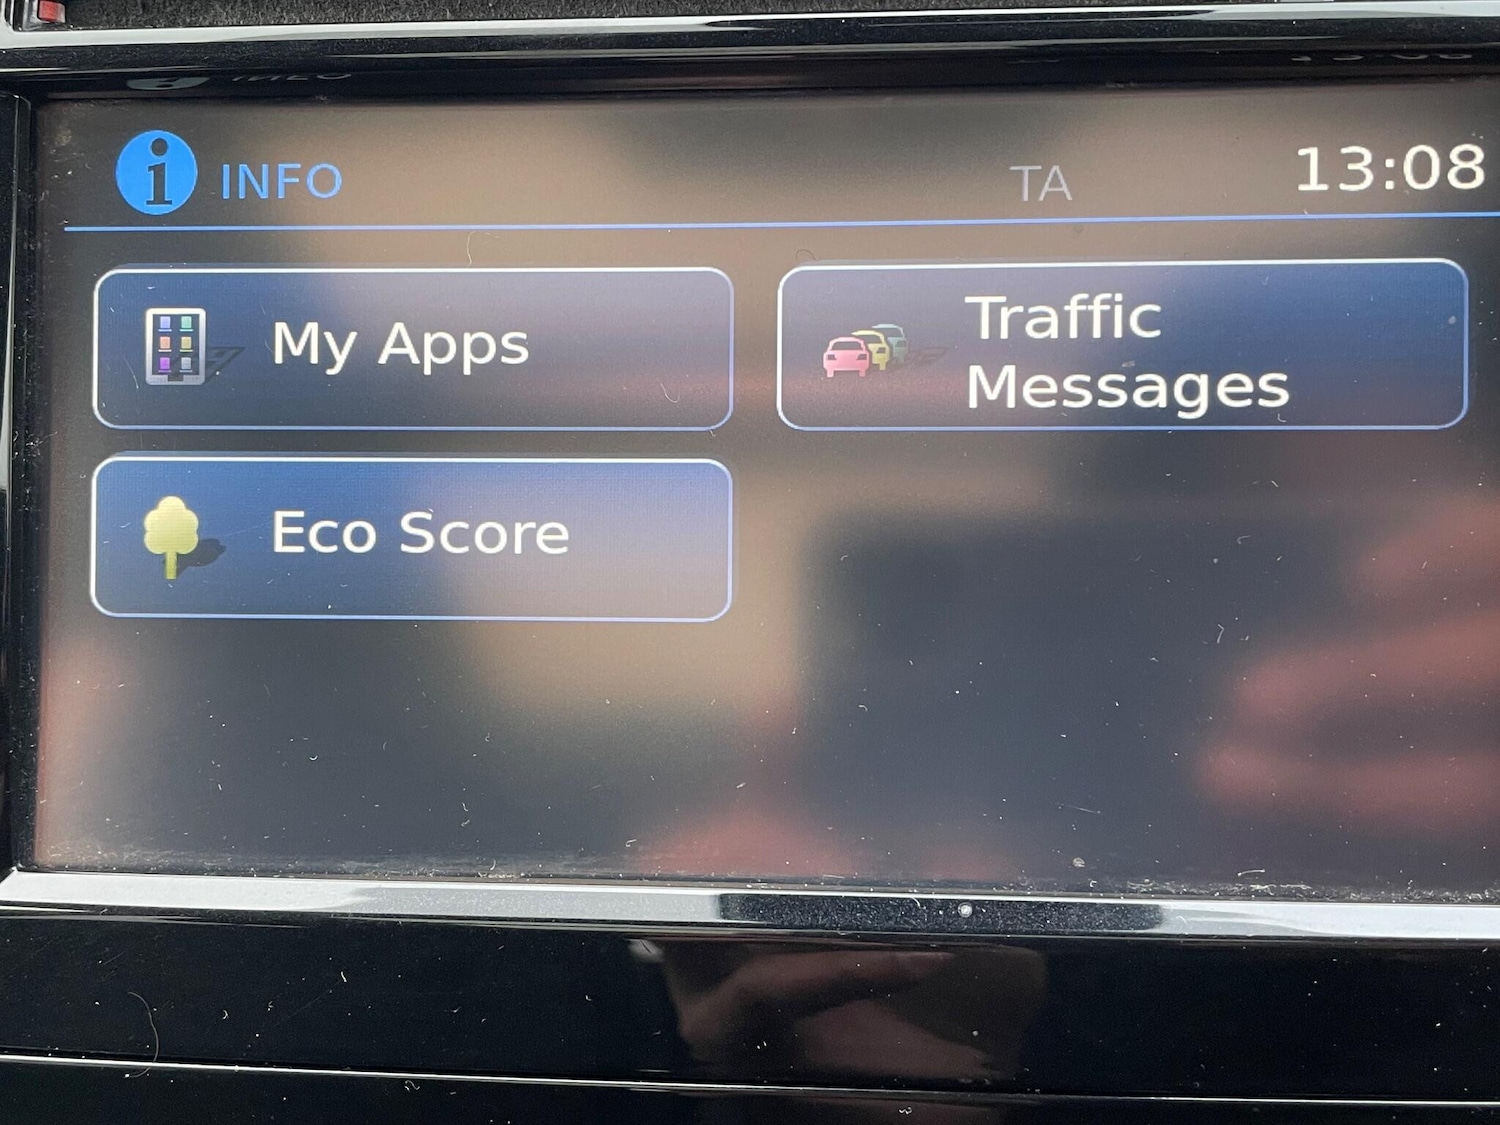 INFO
TA
13:08
My Apps
Traffic
Messages
Eco Score